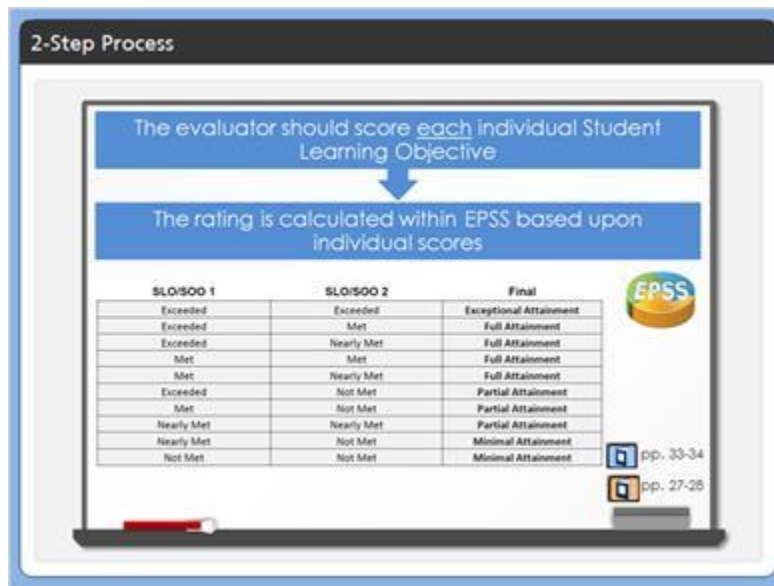 2-Step Process
The evaluator should score each individual Student
Learning Objective
The rating is calculated within EPSS based upon
individual scores
SLO/SOO 1 SLO/SOO 2 Final
Exceeded Exceeded Exceptional Attainment
Exceeded Met Full Attainment
Exceeded Nearly Met Full Attainment
Met Met Full Attainment
Met Nearly Met Full Attainment
Exceeded Not Met Partial Attainment
Met Not Met Partial Attainment
Nearly Met Nearly Met Partial Attainment
Nearly Met Not Met Minimal Attainment
Not Met Not Met Minimal Attainment
EPSS
pp. 33-34
pp. 27-28